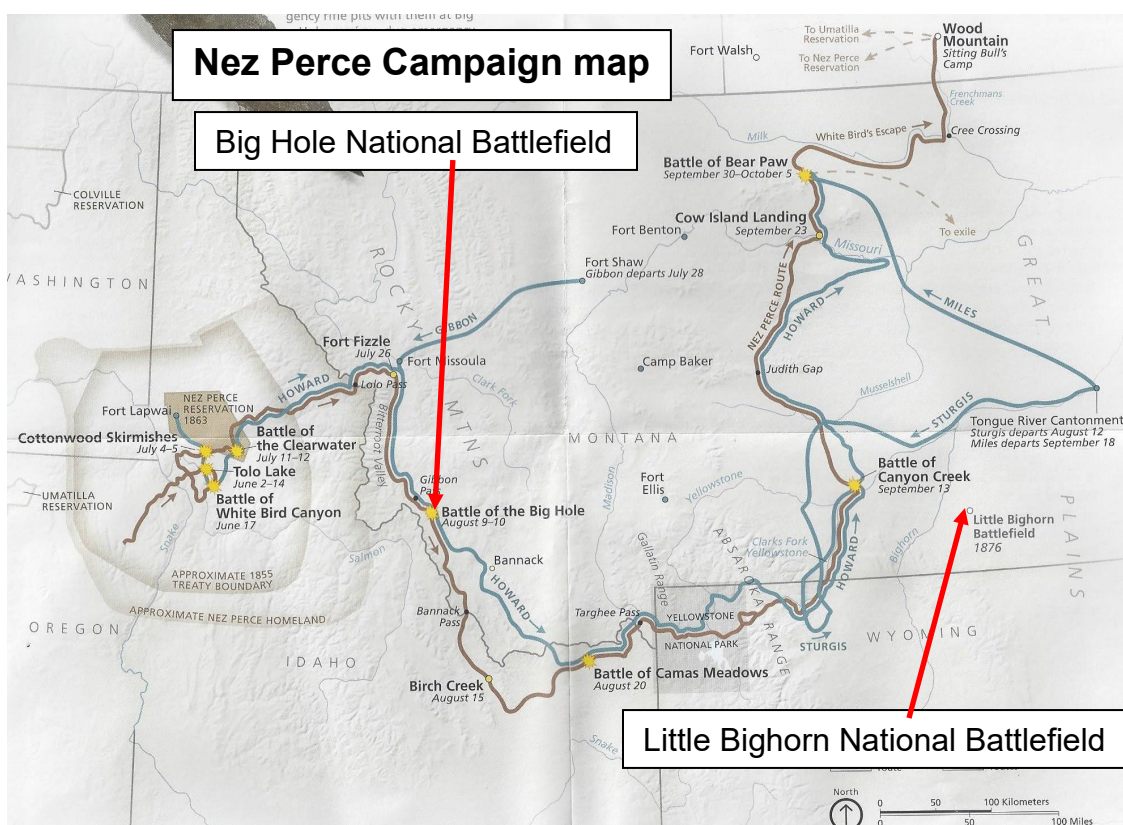 gency rifle pits with them at Big
Nez Perce Campaign map
Big Hole National Battlefield
Fort Walsh
To Umatilla
Reservation
To Nez Perce
Reservation
Wood
Mountain
Sitting Bull's
Camp
Frenchmans
Creek
Milk
White Bird's Escape
Cree Crossing
Battle of Bear Paw
September 30–October 5
To exile
Cow Island Landing
September 23
Missouri
Fort Benton
Fort Shaw
Gibbon departs July 28
COLVILLE
RESERVATION
WASHINGTON
ROCKY
MTNS
GREAT
PLAINS
GIBBON
NEZ PERCE ROUTE
HOWARD
MILES
Fort Fizzle
July 26
Fort Missoula
Lolo Pass
HOWARD
Clark Fork
Camp Baker
Judith Gap
Musselshell
STURGIS
Tongue River Cantonment
Sturgis departs August 12
Miles departs September 18
NEZ PERCE
RESERVATION
1863
Fort Lapwai
Cottonwood Skirmishes
July 4–5
Battle of
the Clearwater
July 11–12
Tolo Lake
June 2–14
Battle of
White Bird Canyon
June 17
Bitterroot Valley
MONTANA
UMATILLA
RESERVATION
Snake
Salmon
Gibbon
Pass
Battle of the Big Hole
August 9–10
Madison
Fort
Ellis
Yellowstone
Battle of
Canyon Creek
September 13
Little Bighorn
Battlefield
1876
Bighorn
Clarks Fork
Yellowstone
HOWARD
Bannack
HOWARD
Gallatin Range
ABSAROKA
RANGE
APPROXIMATE 1855
TREATY BOUNDARY
APPROXIMATE NEZ PERCE HOMELAND
OREGON
IDAHO
Bannack
Pass
Targhee Pass
YELLOWSTONE
NATIONAL PARK
STURGIS
WYOMING
Birch Creek
August 15
Battle of Camas Meadows
August 20
Snake
Little Bighorn National Battlefield
North
0 50 100 Kilometers
0 50 100 Miles